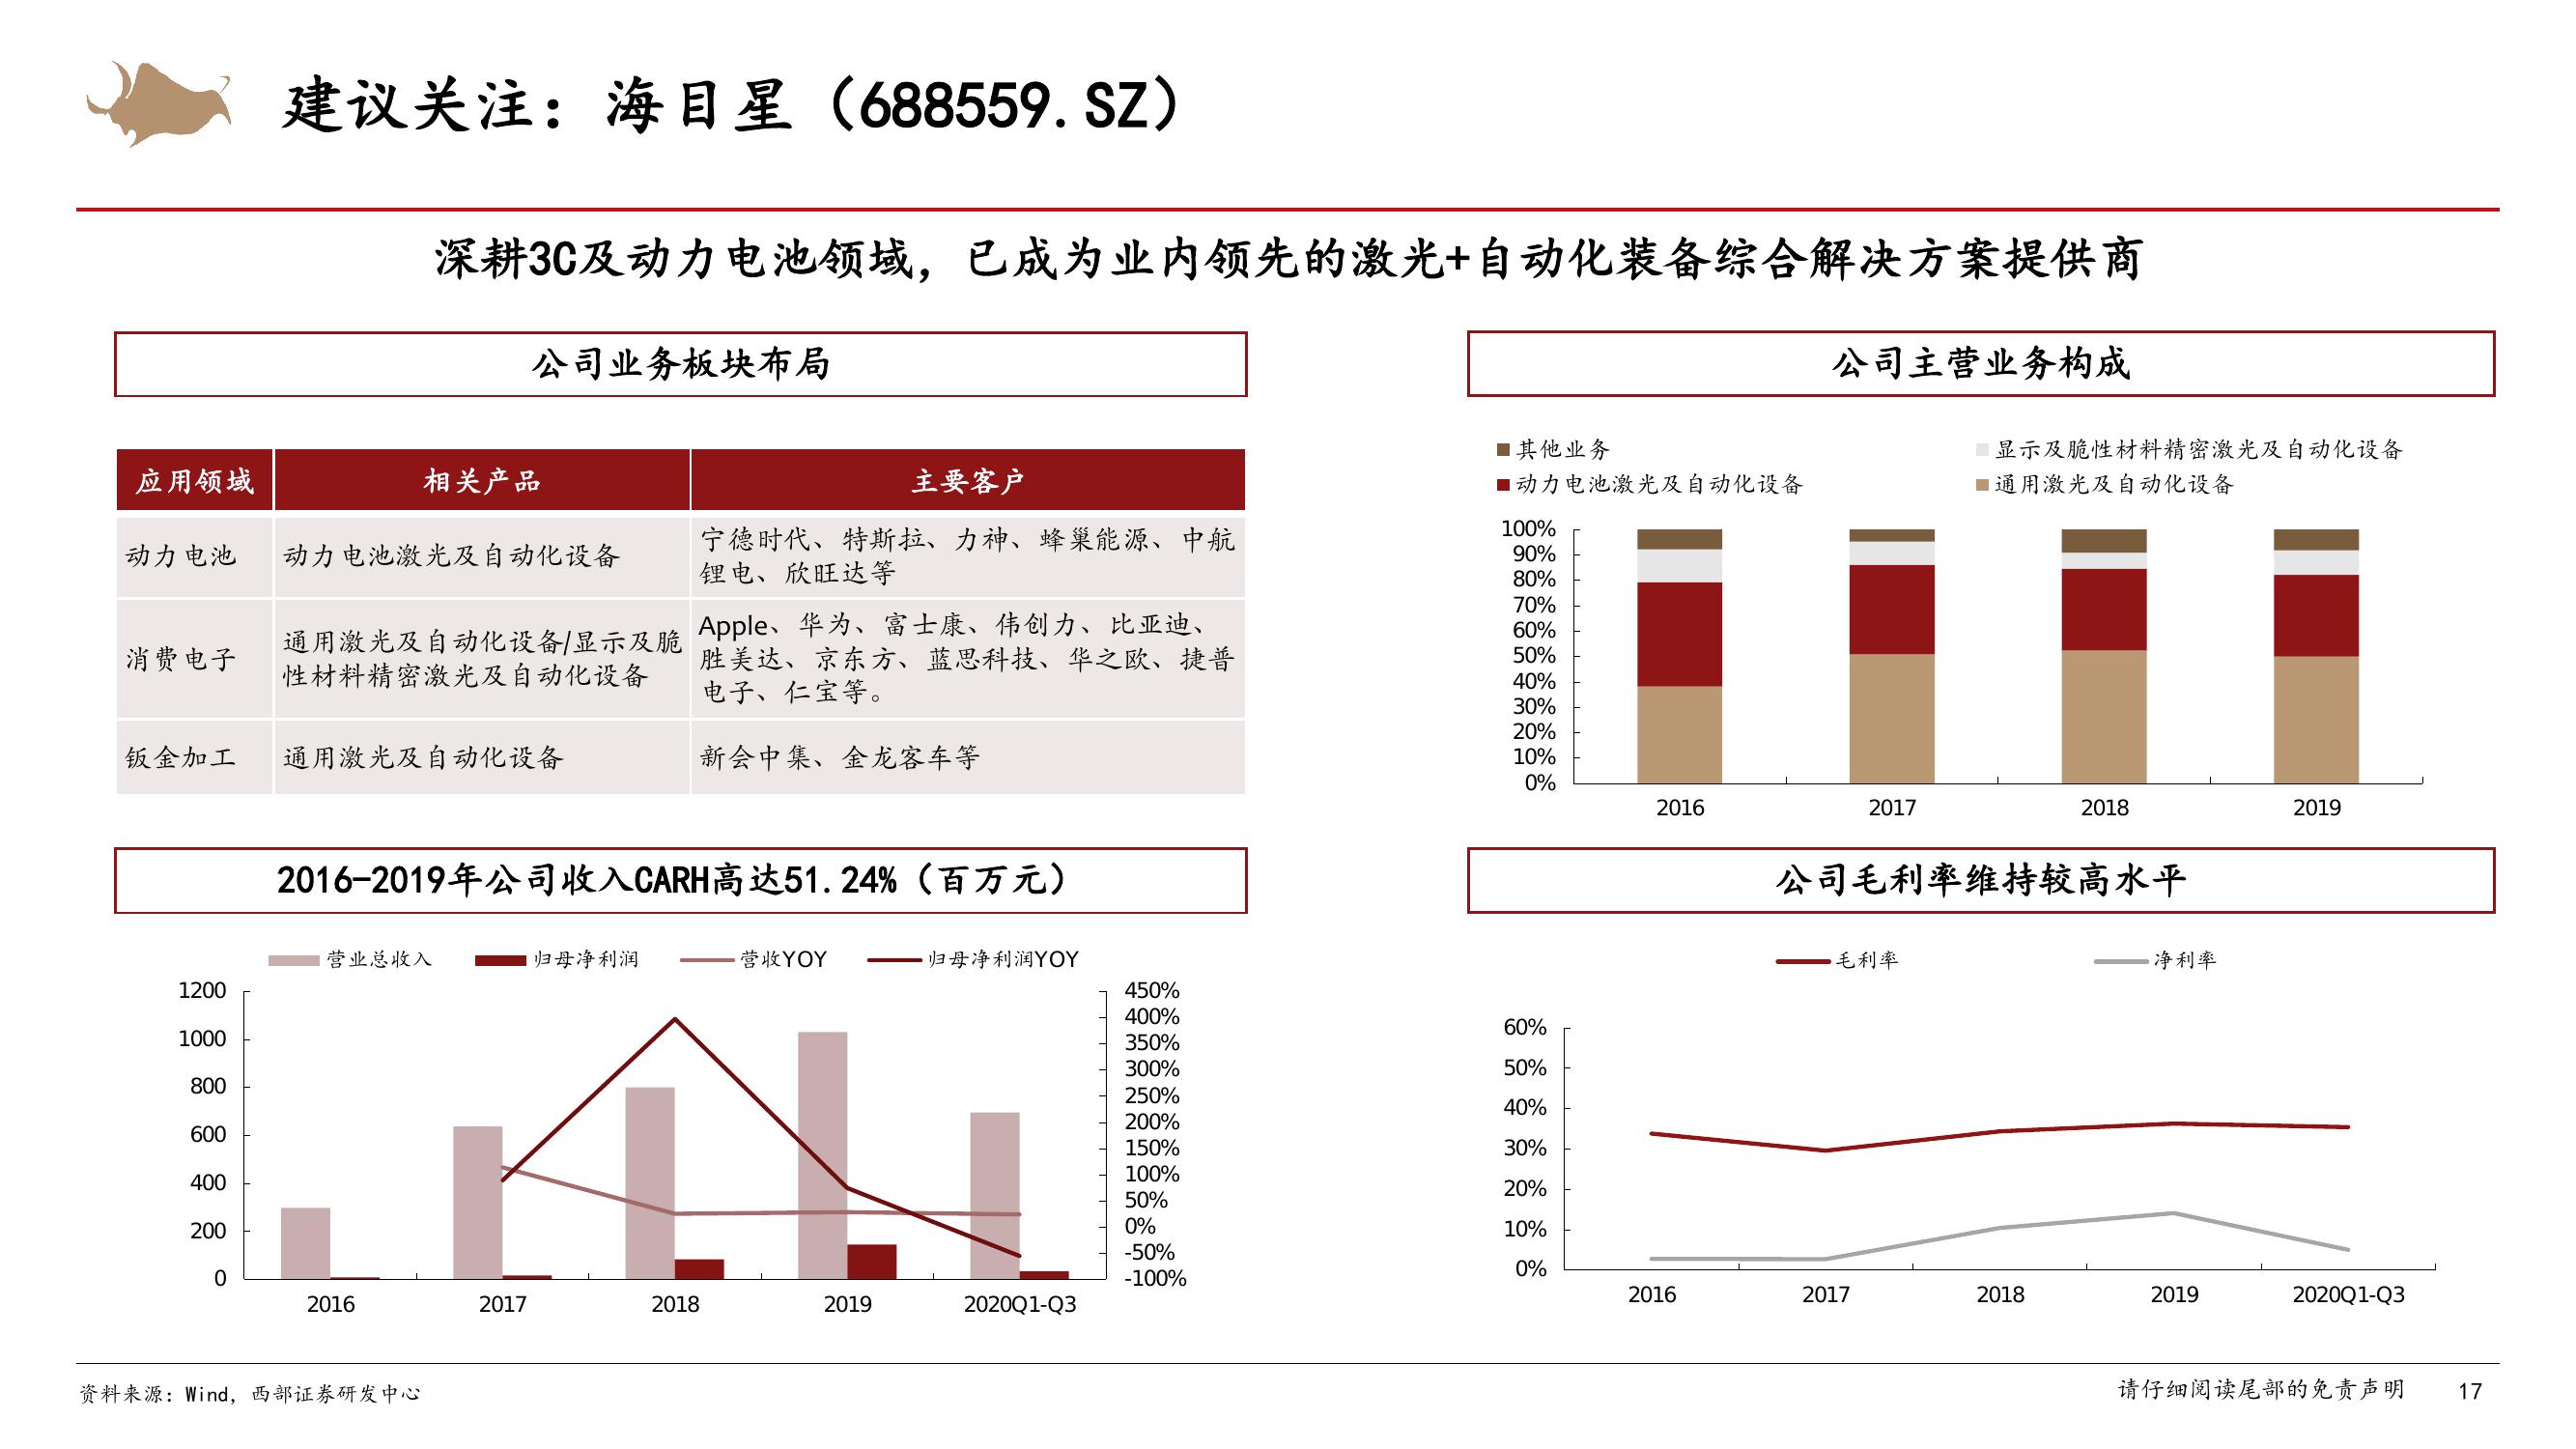 建议关注：海目星（688559.SZ）
深耕3C及动力电池领域，已成为业内领先的激光+自动化装备综合解决方案提供商
公司业务板块布局
应用领域 相关产品 主要客户
动力电池 动力电池激光及自动化设备
宁德时代、特斯拉、力神、蜂巢能源、中航
锂电、欣旺达等
消费电子
通用激光及自动化设备/显示及脆
性材料精密激光及自动化设备
Apple、华为、富士康、伟创力、比亚迪、
胜美达、京东方、蓝思科技、华之欧、捷普
电子、仁宝等。
钣金加工 通用激光及自动化设备 新会中集、金龙客车等
公司主营业务构成
其他业务 显示及脆性材料精密激光及自动化设备
动力电池激光及自动化设备 通用激光及自动化设备
100%
90%
80%
70%
60%
50%
40%
30%
20%
10%
0%
2016 2017 2018 2019
2016-2019年公司收入CARH高达51.24%（百万元）
营业总收入 归母净利润 营收YOY 归母净利润YOY
1200
1000
800
600
400
200
0
450%
400%
350%
300%
250%
200%
150%
100%
50%
0%
-50%
-100%
2016 2017 2018 2019 2020Q1-Q3
公司毛利率维持较高水平
毛利率 净利率
60%
50%
40%
30%
20%
10%
0%
2016 2017 2018 2019 2020Q1-Q3
资料来源：Wind，西部证券研发中心
请仔细阅读尾部的免责声明 17